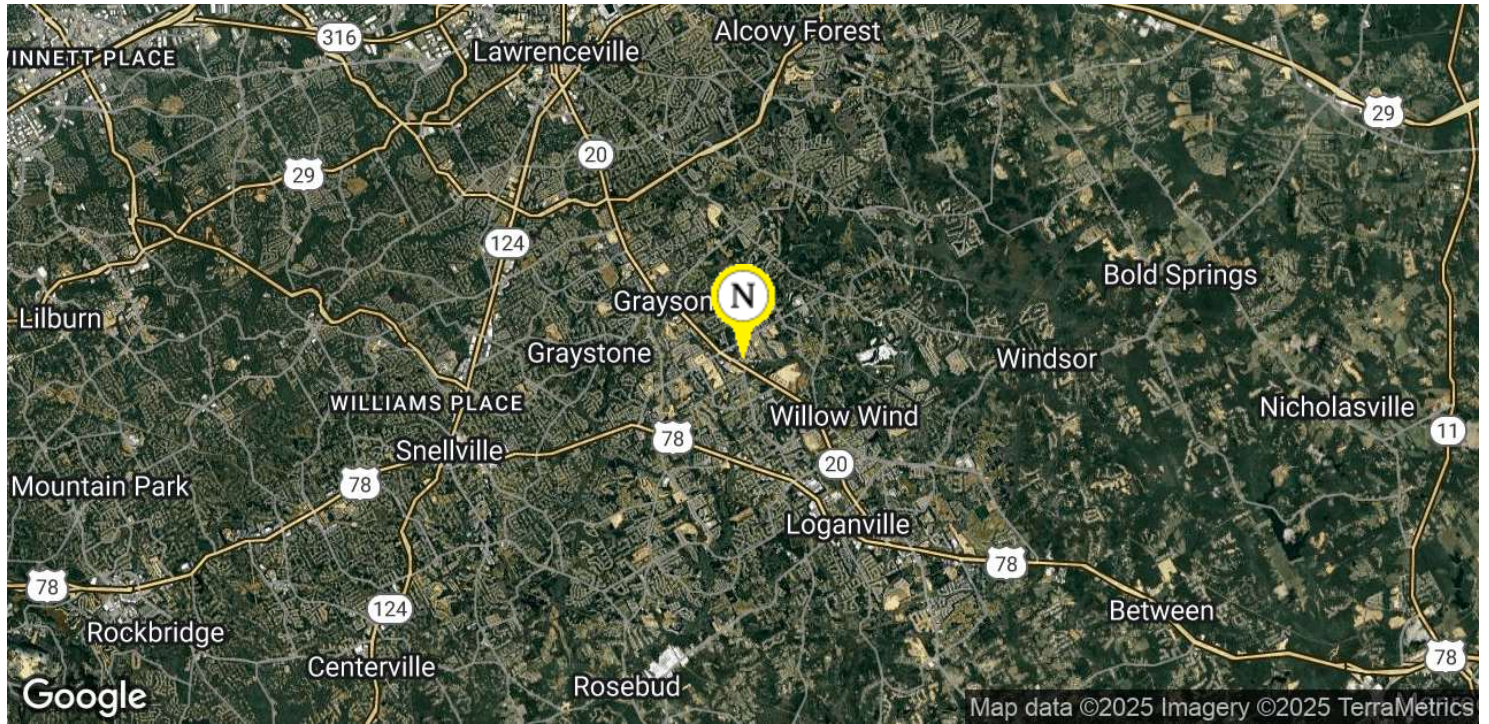 Alcovy Forest
316
Lawrenceville
WINNETT PLACE
29
20
29
124
Bold Springs
N
Grayson
Lilburn
Graystone
Windsor
WILLIAMS PLACE
Nicholasville
Willow Wind
11
78
Snellville
20
78
Mountain Park
Loganville
78
78
124
Between
Rockbridge
Centerville
78
Rosebud
Google
Map data ©2025 Imagery ©2025 TerraMetrics